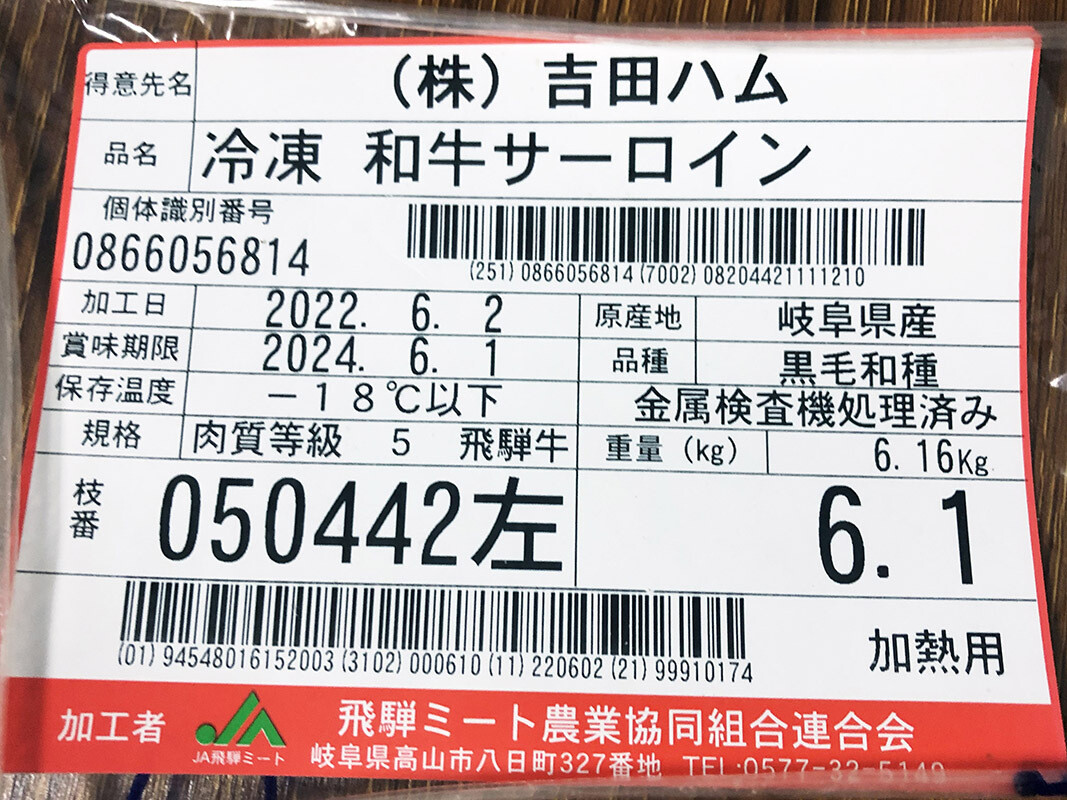 得意先名 (株) 吉田ハム
品名 冷凍 和牛サーロイン
個体識別番号
0866056814
(251) 0866056814 (7002) 08204421111210
加工日 2022. 6. 2 原産地 岐阜県産
賞味期限 2024. 6. 1 品種 黒毛和種
保存温度 －18℃以下 金属検査機処理済み
規格 肉質等級 5 飛騨牛 重量 (kg) 6.16Kg
枝番 050442左 6.1
(01) 94548016152003 (3102) 000610 (11) 220602 (21) 99910174
加熱用
加工者 JA飛騨ミート 飛騨ミート農業協同組合連合会
岐阜県高山市八日町327番地 TEL:0577-32-5149